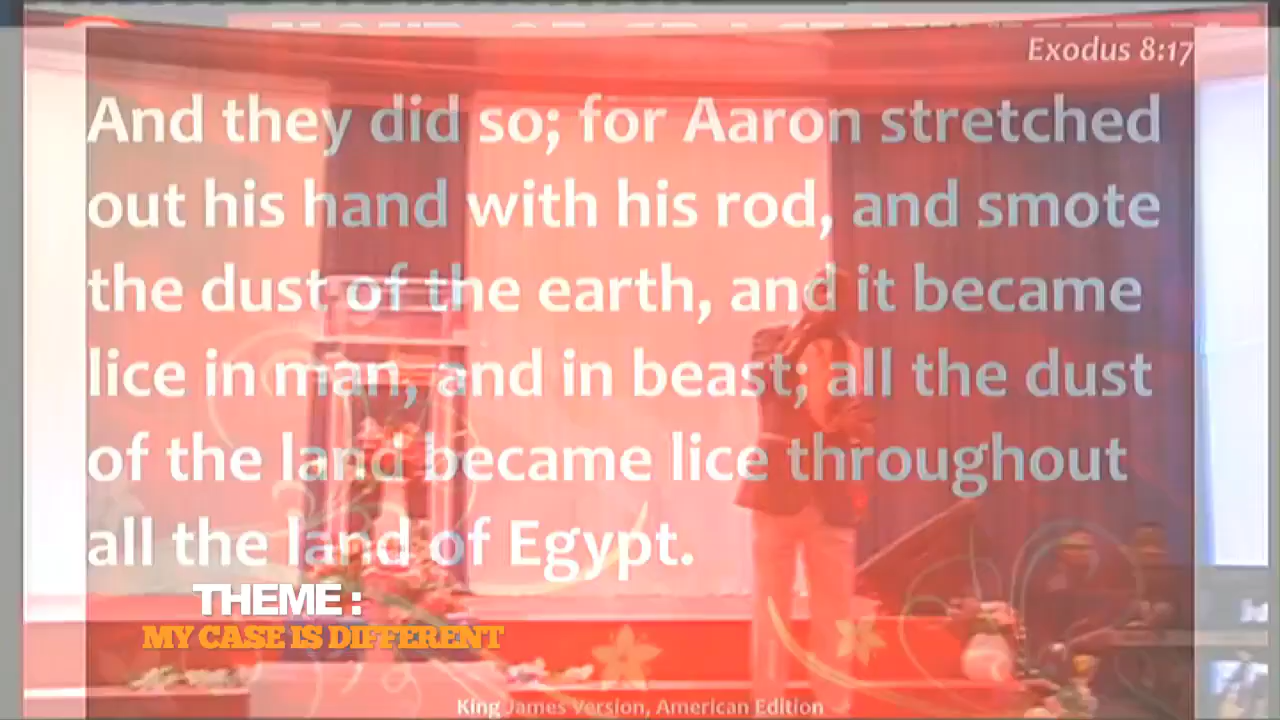 Exodus 8:17
And they did so; for Aaron stretched
out his hand with his rod, and smote
the dust of the earth, and it became
lice in man, and in beast; all the dust
of the land became lice throughout
all the land of Egypt.
THEME :
MY CASE IS DIFFERENT
King James Version, American Edition